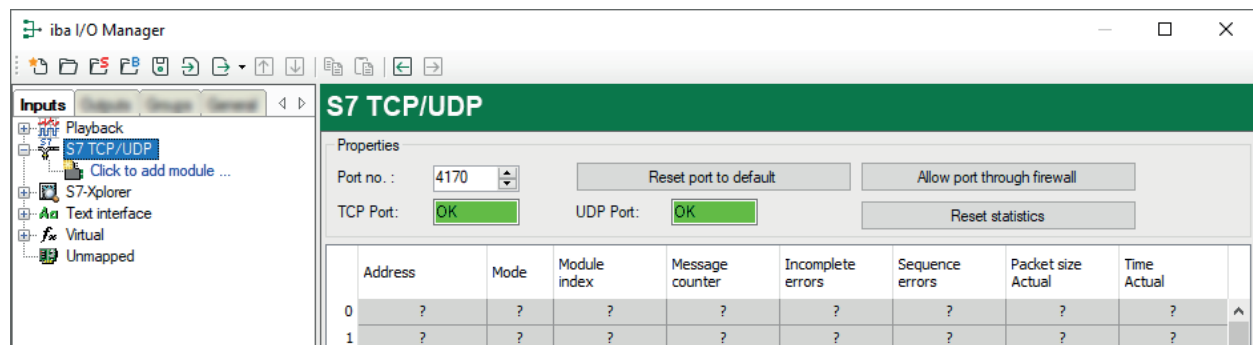 iba I/O Manager
Inputs
Playback
S7 TCP/UDP
Click to add module ...
S7-Xplorer
Text interface
Virtual
Unmapped
S7 TCP/UDP
Properties
Port no. : 4170 Reset port to default Allow port through firewall
TCP Port: OK UDP Port: OK Reset statistics
Address Mode Module index Message counter Incomplete errors Sequence errors Packet size Actual Time Actual
0 ? ? ? ? ? ? ? ?
1 ? ? ? ? ? ? ? ?